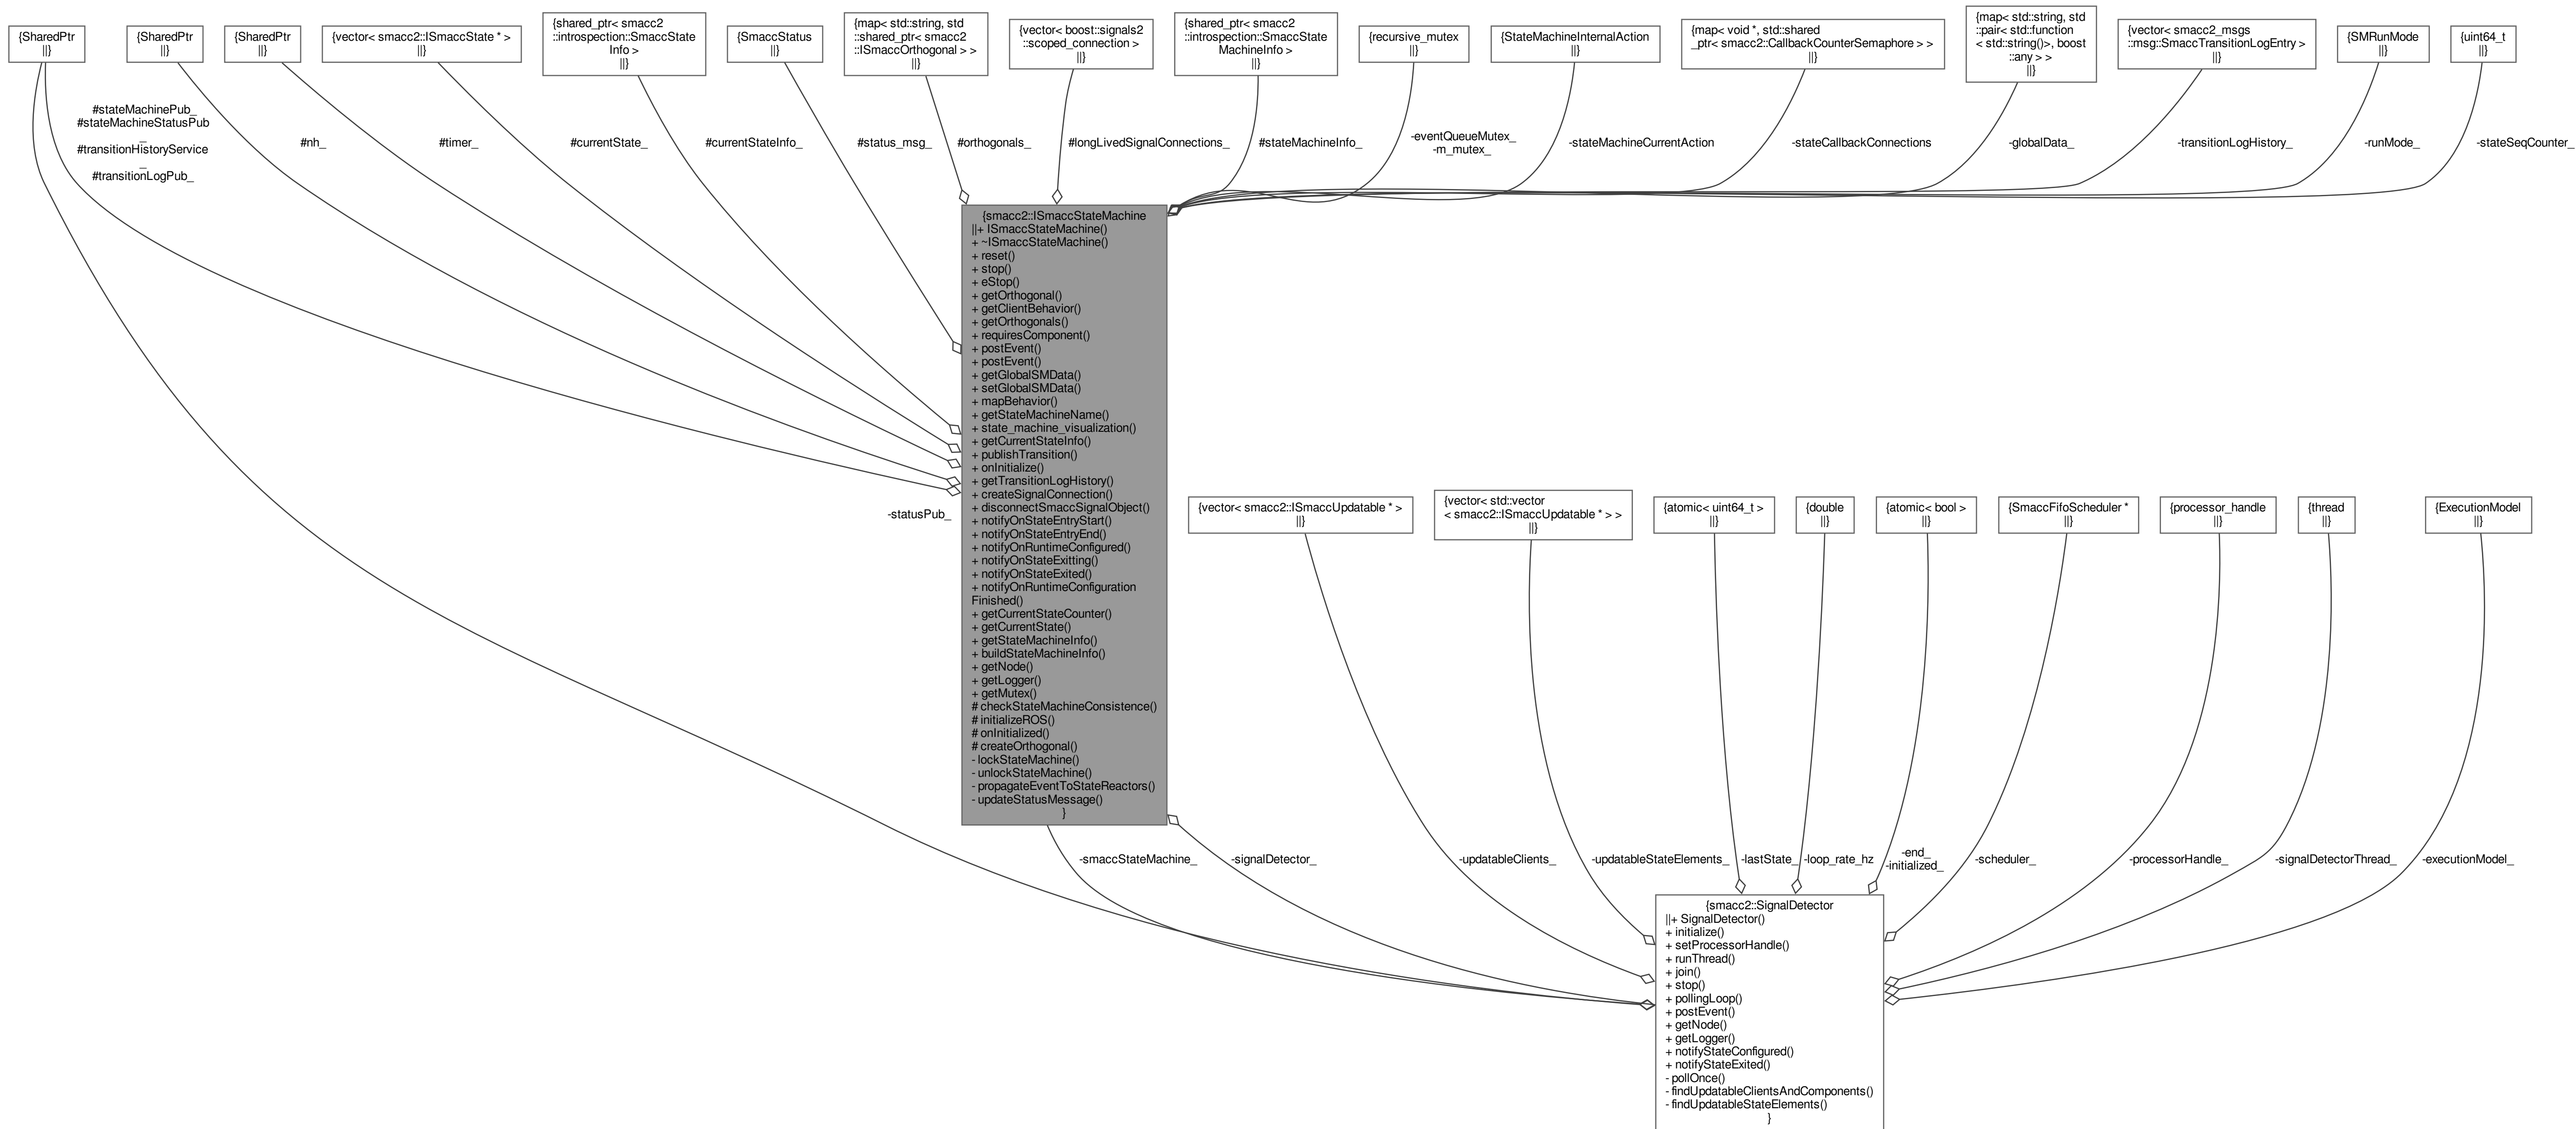 {SharedPtr
||}
{SharedPtr
||}
{SharedPtr
||}
{vector< smacc2::ISmaccState * >
||}
{shared_ptr< smacc2
::introspection::SmaccState
Info >
||}
{SmaccStatus
||}
{map< std::string, std
::shared_ptr< smacc2
::ISmaccOrthogonal > >
||}
{vector< boost::signals2
::scoped_connection >
||}
{shared_ptr< smacc2
::introspection::SmaccState
MachineInfo >
||}
{recursive_mutex
||}
{StateMachineInternalAction
||}
{map< void *, std::shared
_ptr< smacc2::CallbackCounterSemaphore > >
||}
{map< std::string, std
::pair< std::function
< std::string()>, boost
::any > >
||}
{vector< smacc2_msgs
::msg::SmaccTransitionLogEntry >
||}
{SMRunMode
||}
{uint64_t
||}
#stateMachinePub_
#stateMachineStatusPub
_
#transitionHistoryService
_
#transitionLogPub_
#nh_
#timer_
#currentState_
#currentStateInfo_
#status_msg_
#orthogonals_
#longLivedSignalConnections_
#stateMachineInfo_
-eventQueueMutex_
-m_mutex_
-stateMachineCurrentAction
-stateCallbackConnections
-globalData_
-transitionLogHistory_
-runMode_
-stateSeqCounter_
{smacc2::ISmaccStateMachine
||+ ISmaccStateMachine()
+ ~ISmaccStateMachine()
+ reset()
+ stop()
+ eStop()
+ getOrthogonal()
+ getClientBehavior()
+ getOrthogonals()
+ requiresComponent()
+ postEvent()
+ postEvent()
+ getGlobalSMData()
+ setGlobalSMData()
+ mapBehavior()
+ getStateMachineName()
+ state_machine_visualization()
+ getCurrentStateInfo()
+ publishTransition()
+ onInitialize()
+ getTransitionLogHistory()
+ createSignalConnection()
+ disconnectSmaccSignalObject()
+ notifyOnStateEntryStart()
+ notifyOnStateEntryEnd()
+ notifyOnRuntimeConfigured()
+ notifyOnStateExitting()
+ notifyOnStateExited()
+ notifyOnRuntimeConfiguration
Finished()
+ getCurrentStateCounter()
+ getCurrentState()
+ getStateMachineInfo()
+ buildStateMachineInfo()
+ getNode()
+ getLogger()
+ getMutex()
# checkStateMachineConsistence()
# initializeROS()
# onInitialized()
# createOrthogonal()
- lockStateMachine()
- unlockStateMachine()
- propagateEventToStateReactors()
- updateStatusMessage()
}
-statusPub_
{vector< smacc2::ISmaccUpdatable * >
||}
{vector< std::vector
< smacc2::ISmaccUpdatable * > >
||}
{atomic< uint64_t >
||}
{double
||}
{atomic< bool >
||}
{SmaccFifoScheduler *
||}
{processor_handle
||}
{thread
||}
{ExecutionModel
||}
-smaccStateMachine_
-signalDetector_
-updatableClients_
-updatableStateElements_
-lastState_
-loop_rate_hz
-end_
-initialized_
-scheduler_
-processorHandle_
-signalDetectorThread_
-executionModel_
{smacc2::SignalDetector
||+ SignalDetector()
+ initialize()
+ setProcessorHandle()
+ runThread()
+ join()
+ stop()
+ pollingLoop()
+ postEvent()
+ getNode()
+ getLogger()
+ notifyStateConfigured()
+ notifyStateExited()
- pollOnce()
- findUpdatableClientsAndComponents()
- findUpdatableStateElements()
}